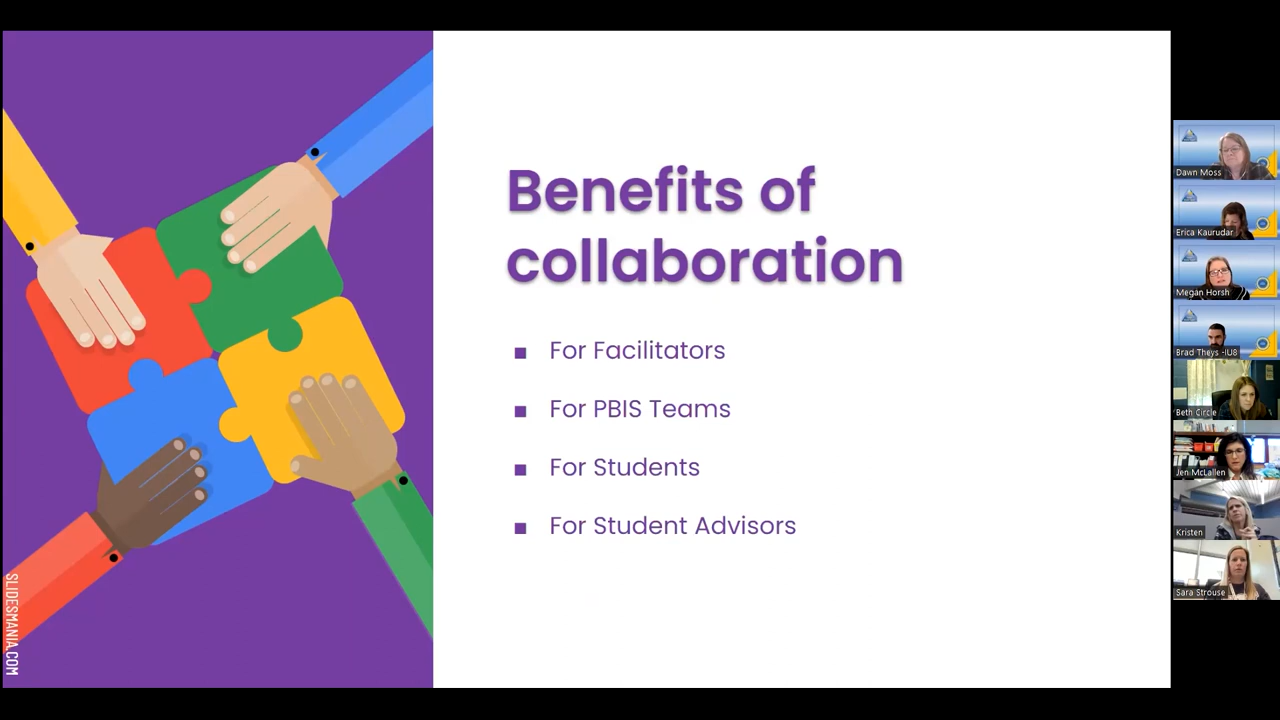 Benefits of
collaboration
■ For Facilitators
■ For PBIS Teams
■ For Students
■ For Student Advisors
SLIDESMANIA.COM
Dawn Moss
Erica Kaurudar
Megan Horsh
Brad Theys -IU8
Beth Circle
Jen McLallen
Kristen
Sara Strouse